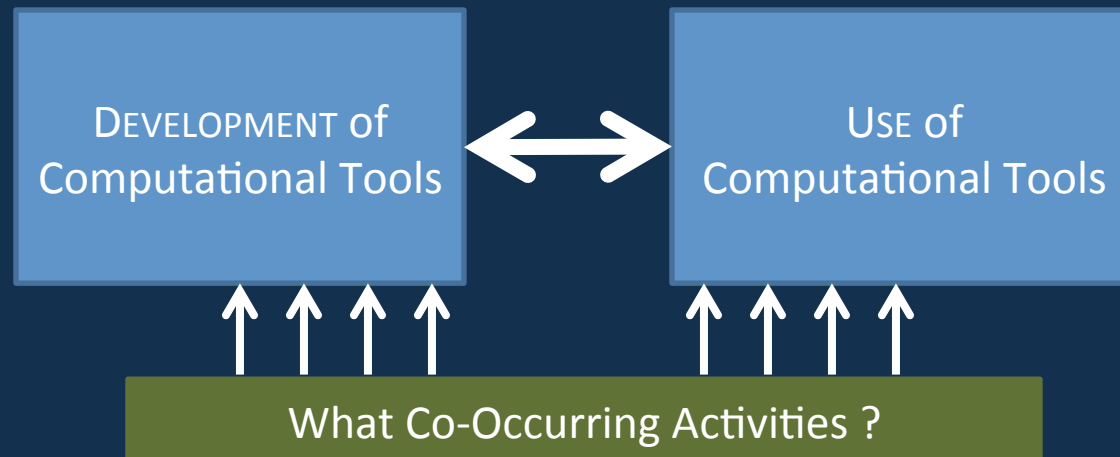 DEVELOPMENT of
Computational Tools
USE of
Computational Tools
What Co-Occurring Activities ?